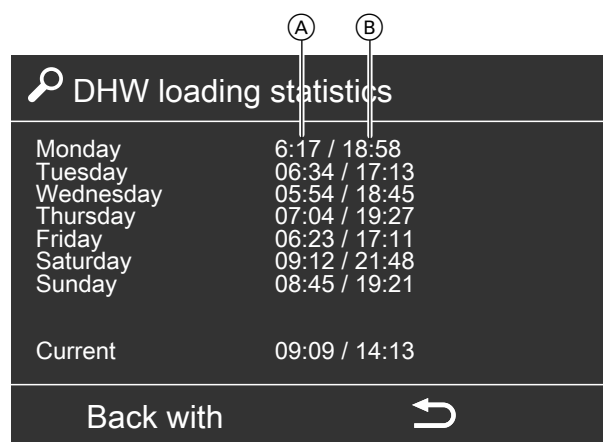 A B
DHW loading statistics
Monday 6:17 / 18:58
Tuesday 06:34 / 17:13
Wednesday 05:54 / 18:45
Thursday 07:04 / 19:27
Friday 06:23 / 17:11
Saturday 09:12 / 21:48
Sunday 08:45 / 19:21
Current 09:09 / 14:13
Back with